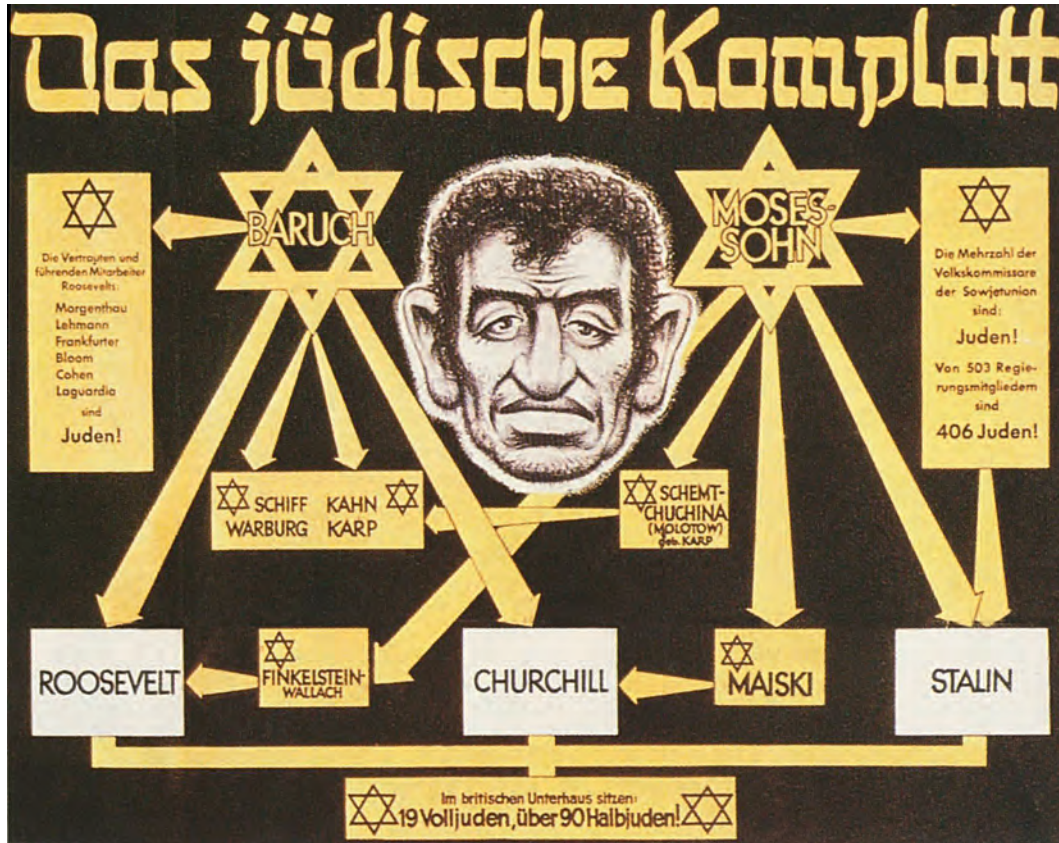 Das jüdische Komplott
BARUCH
MOSES-
SOHN
Die Vertrauten und
führenden Mitarbeiter
Roosevelts:
Morgenthau
Lehmann
Frankfurter
Bloom
Cohen
Laguardia
sind
Juden!
Die Mehrzahl der
Volkskommissare
der Sowjetunion
sind:
Juden!
Von 503 Regie-
rungsmitgliedern
sind
406 Juden!
SCHIFF KAHN
WARBURG KARP
SCHEMT-
CHUCHINA
(MOLOTOW)
geb. KARP
ROOSEVELT
FINKELSTEIN-
WALLACH
CHURCHILL
MAISKI
STALIN
Im britischen Unterhaus sitzen:
19 Volljuden, über 90 Halbjuden!